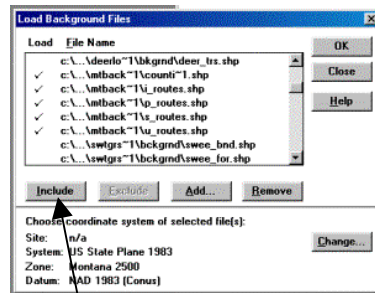 Load Background Files
Load File Name OK
c:\...\deerlo~1\bkgrnd\deer_trs.shp
✓ c:\...\mtback~1\counti~1.shp Close
✓ c:\...\mtback~1\i_routes.shp
✓ c:\...\mtback~1\p_routes.shp Help
✓ c:\...\mtback~1\s_routes.shp
✓ c:\...\mtback~1\u_routes.shp
c:\...\swtgrs~1\bckgrnd\swee_bnd.shp
c:\...\swtgrs~1\bckgrnd\swee_for.shp
Include Exclude Add... Remove
Choose coordinate system of selected file(s):
Site: n/a Change...
System: US State Plane 1983
Zone: Montana 2500
Datum: NAD 1983 (Conus)